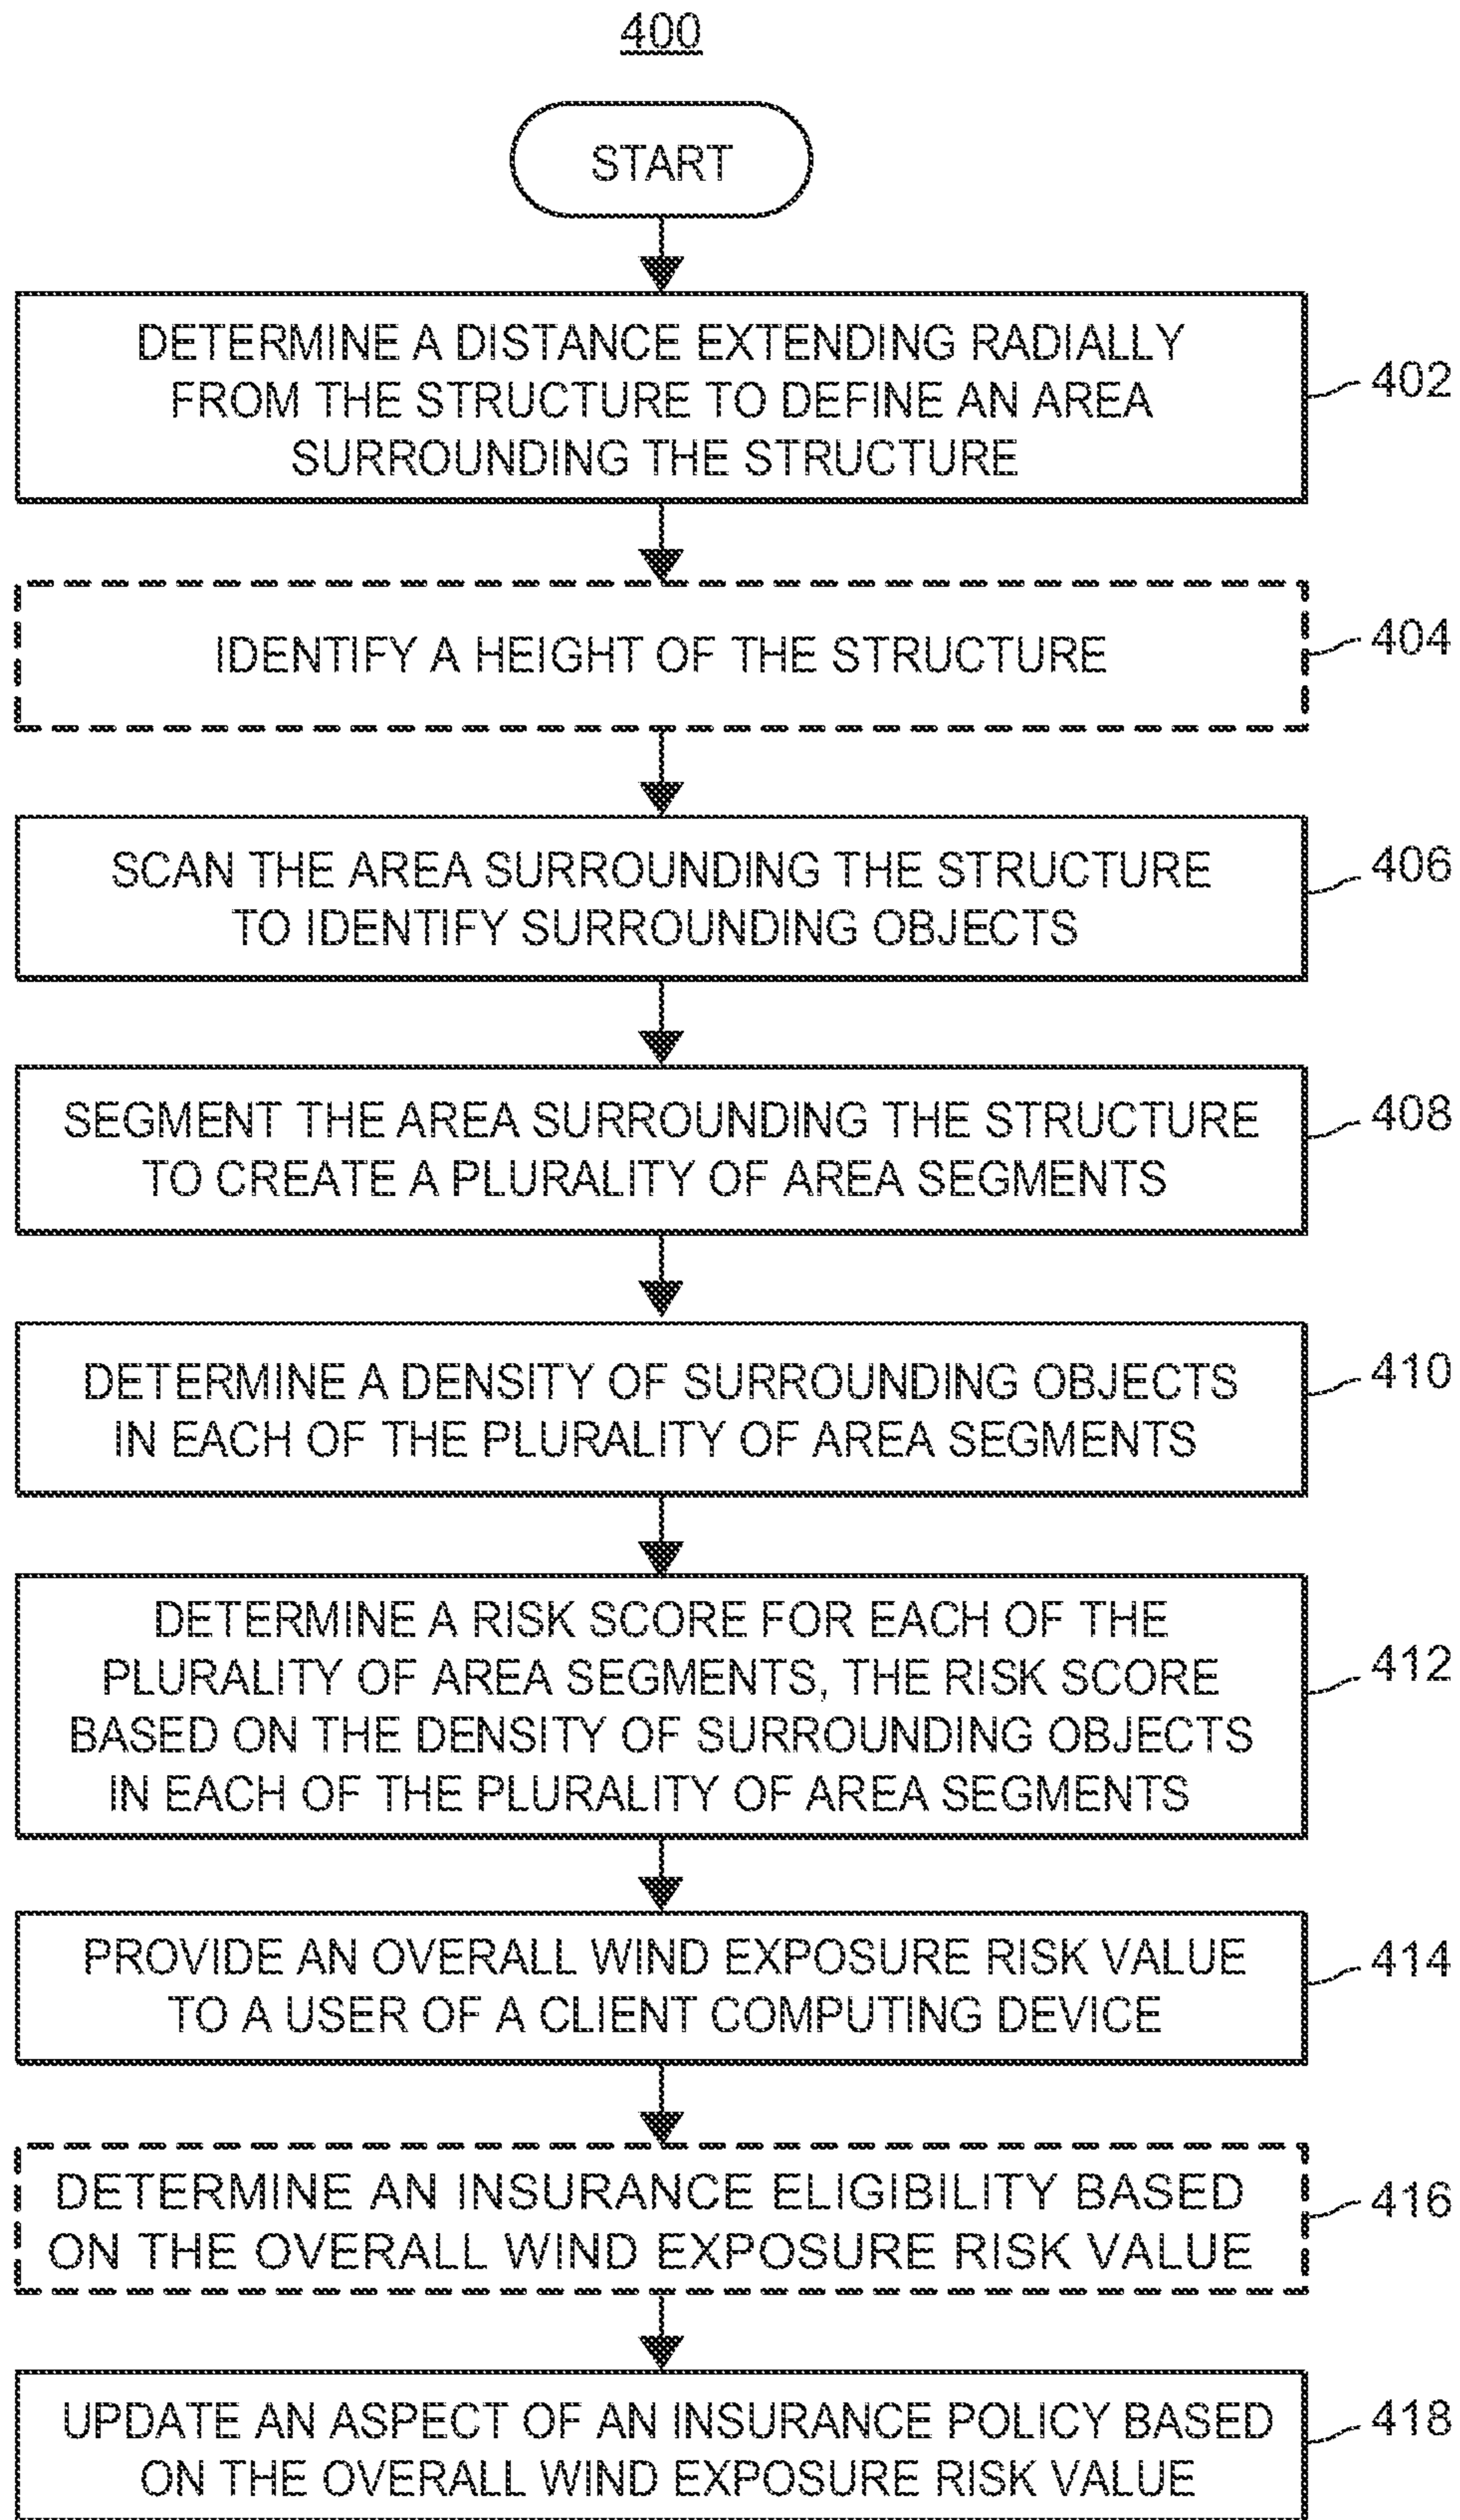 400
START
DETERMINE A DISTANCE EXTENDING RADIALLY
FROM THE STRUCTURE TO DEFINE AN AREA
SURROUNDING THE STRUCTURE
402
IDENTIFY A HEIGHT OF THE STRUCTURE
404
SCAN THE AREA SURROUNDING THE STRUCTURE
TO IDENTIFY SURROUNDING OBJECTS
406
SEGMENT THE AREA SURROUNDING THE STRUCTURE
TO CREATE A PLURALITY OF AREA SEGMENTS
408
DETERMINE A DENSITY OF SURROUNDING OBJECTS
IN EACH OF THE PLURALITY OF AREA SEGMENTS
410
DETERMINE A RISK SCORE FOR EACH OF THE
PLURALITY OF AREA SEGMENTS, THE RISK SCORE
BASED ON THE DENSITY OF SURROUNDING OBJECTS
IN EACH OF THE PLURALITY OF AREA SEGMENTS
412
PROVIDE AN OVERALL WIND EXPOSURE RISK VALUE
TO A USER OF A CLIENT COMPUTING DEVICE
414
DETERMINE AN INSURANCE ELIGIBILITY BASED
ON THE OVERALL WIND EXPOSURE RISK VALUE
416
UPDATE AN ASPECT OF AN INSURANCE POLICY BASED
ON THE OVERALL WIND EXPOSURE RISK VALUE
418